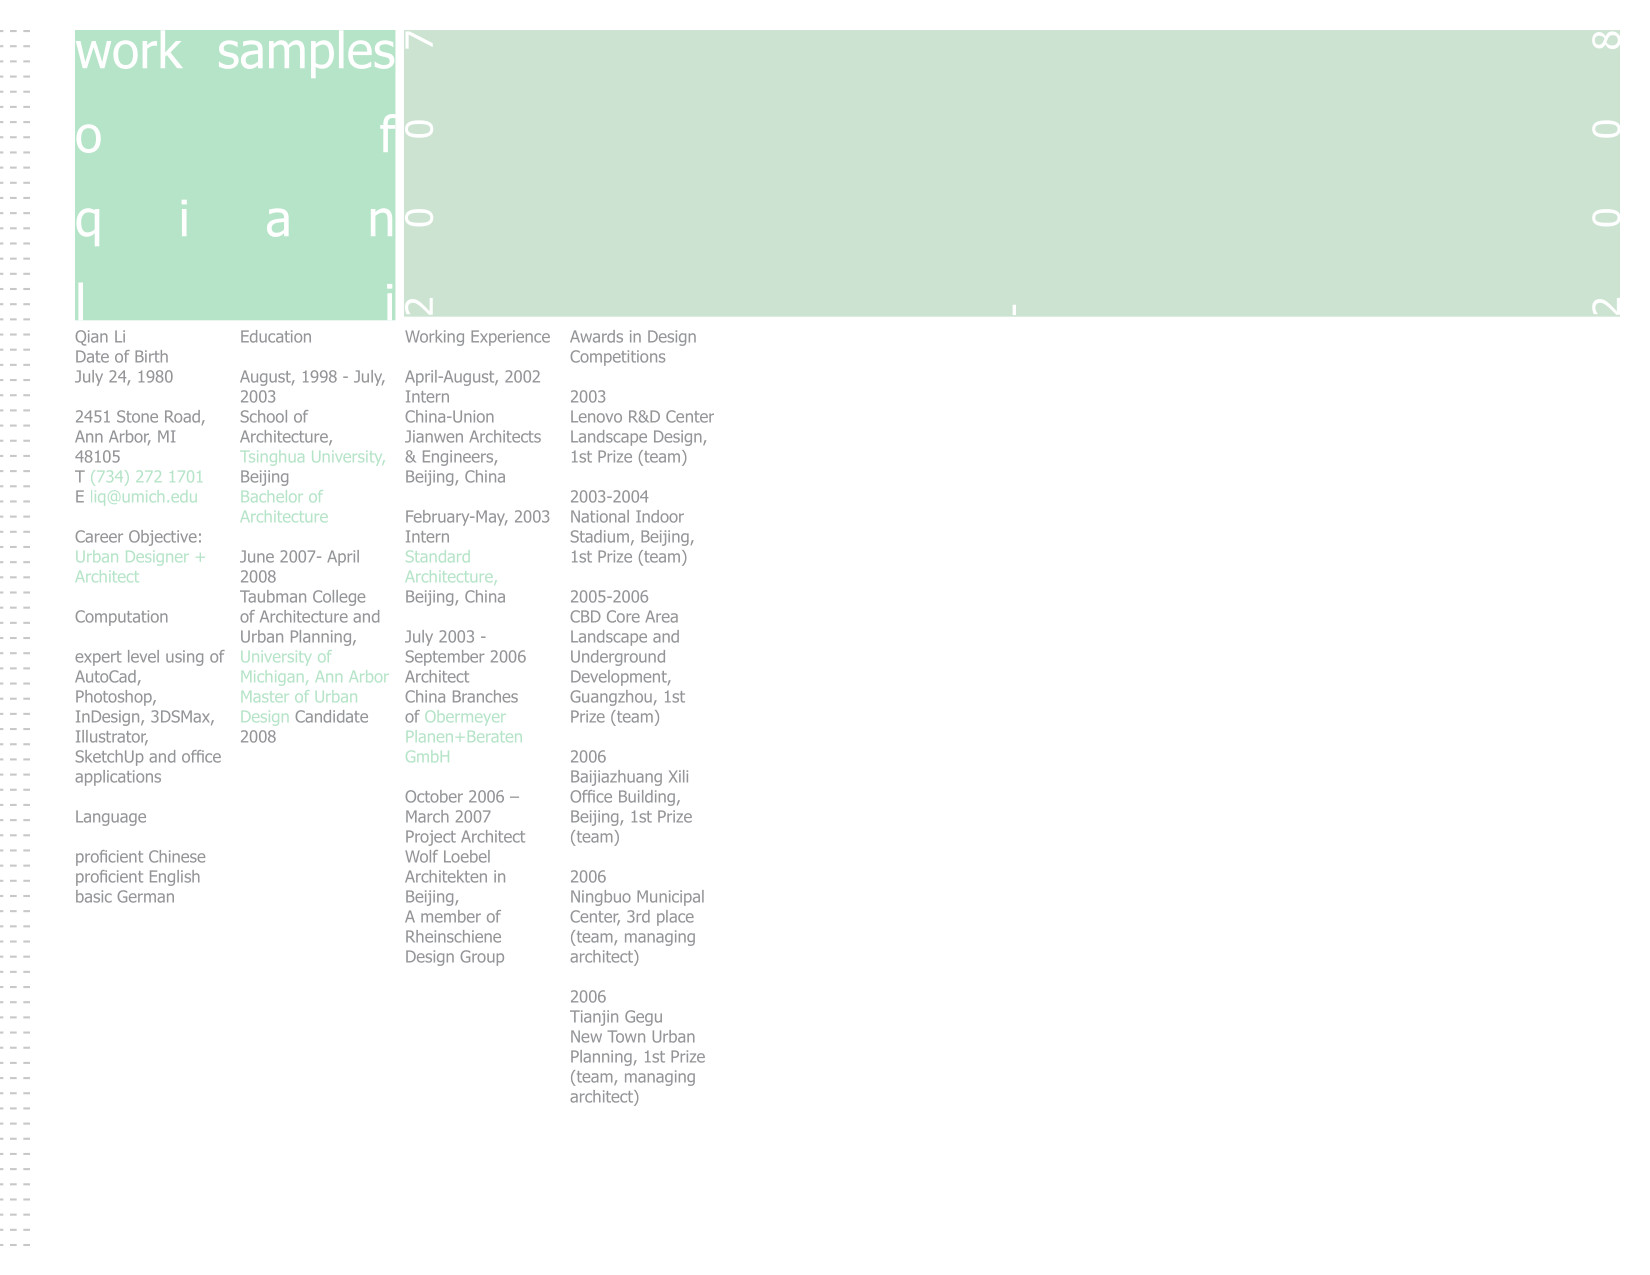 work samples
o f
q i a n
l i
2 0 0 7
-
2 0 0 8
Qian Li
Date of Birth
July 24, 1980
2451 Stone Road,
Ann Arbor, MI
48105
T (734) 272 1701
E liq@umich.edu
Career Objective:
Urban Designer +
Architect
Computation
expert level using of
AutoCad,
Photoshop,
InDesign, 3DSMax,
Illustrator,
SketchUp and office
applications
Language
proficient Chinese
proficient English
basic German
Education
August, 1998 - July,
2003
School of
Architecture,
Tsinghua University,
Beijing
Bachelor of
Architecture
June 2007- April
2008
Taubman College
of Architecture and
Urban Planning,
University of
Michigan, Ann Arbor
Master of Urban
Design Candidate
2008
Working Experience
April-August, 2002
Intern
China-Union
Jianwen Architects
& Engineers,
Beijing, China
February-May, 2003
Intern
Standard
Architecture,
Beijing, China
July 2003 -
September 2006
Architect
China Branches
of Obermeyer
Planen+Beraten
GmbH
October 2006 –
March 2007
Project Architect
Wolf Loebel
Architekten in
Beijing,
A member of
Rheinschiene
Design Group
Awards in Design
Competitions
2003
Lenovo R&D Center
Landscape Design,
1st Prize (team)
2003-2004
National Indoor
Stadium, Beijing,
1st Prize (team)
2005-2006
CBD Core Area
Landscape and
Underground
Development,
Guangzhou, 1st
Prize (team)
2006
Baijiazhuang Xili
Office Building,
Beijing, 1st Prize
(team)
2006
Ningbuo Municipal
Center, 3rd place
(team, managing
architect)
2006
Tianjin Gegu
New Town Urban
Planning, 1st Prize
(team, managing
architect)